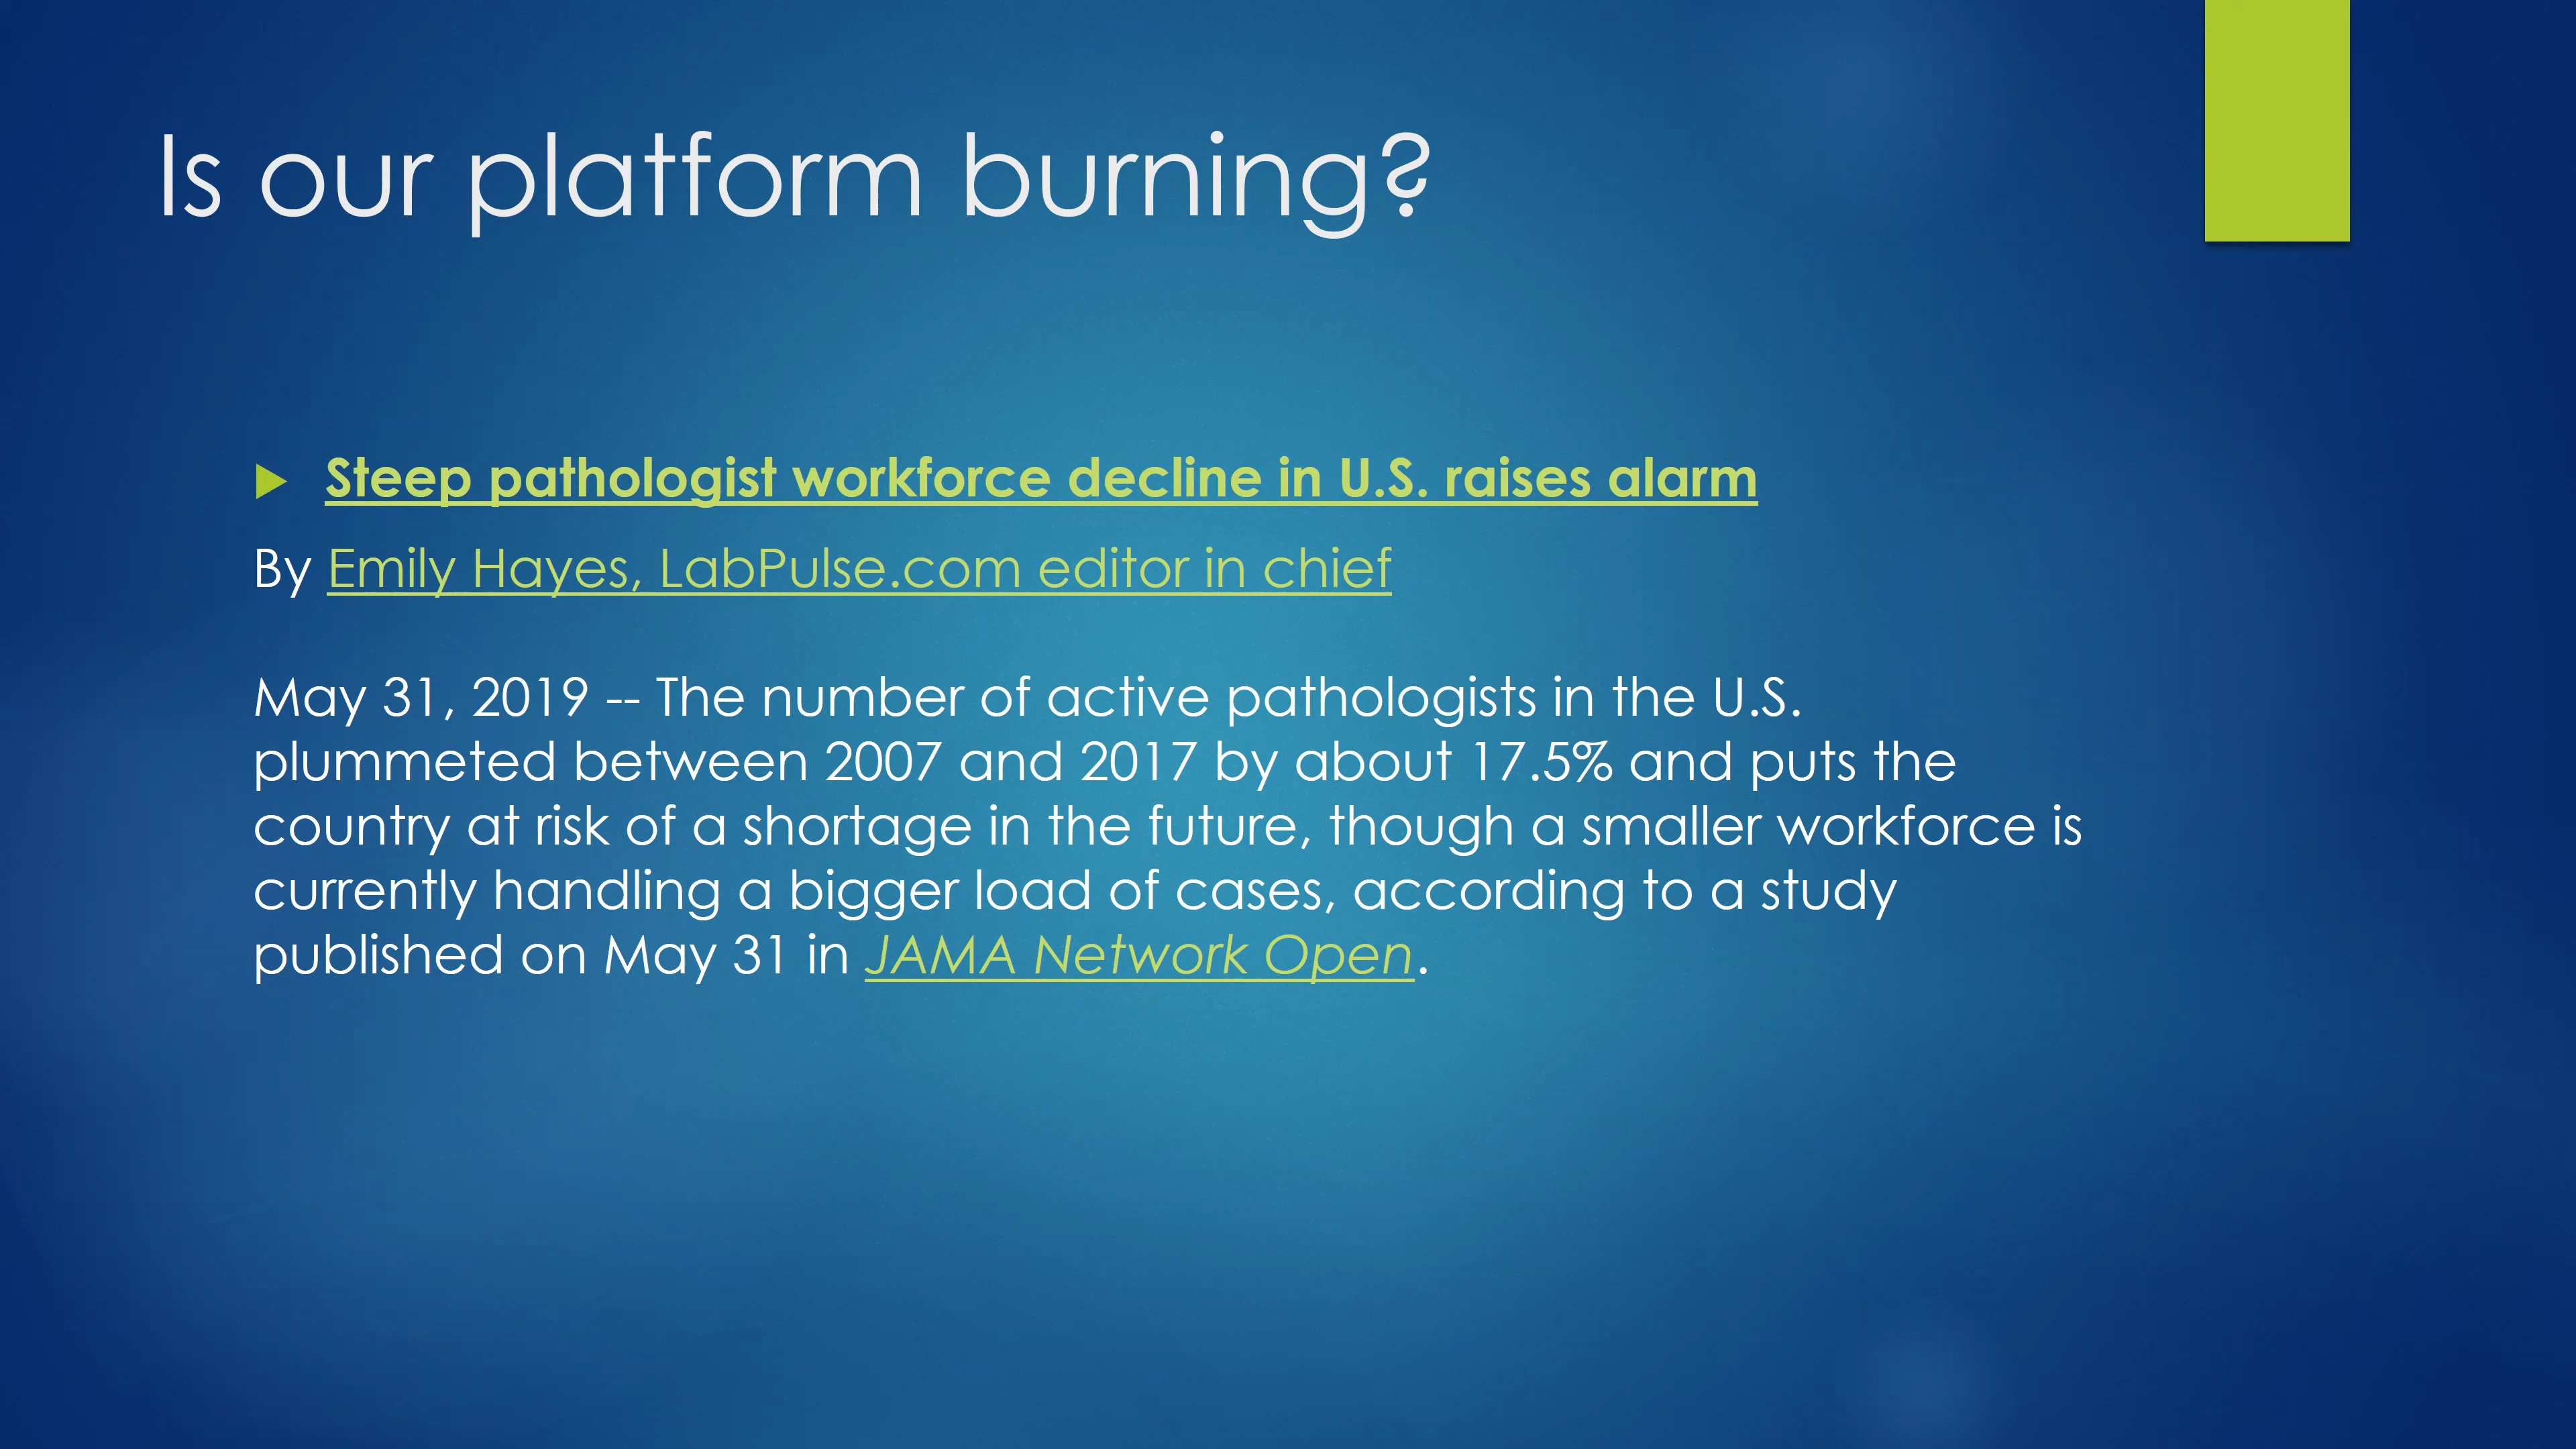 Is our platform burning?
Steep pathologist workforce decline in U.S. raises alarm
By Emily Hayes, LabPulse.com editor in chief
May 31, 2019 -- The number of active pathologists in the U.S.
plummeted between 2007 and 2017 by about 17.5% and puts the
country at risk of a shortage in the future, though a smaller workforce is
currently handling a bigger load of cases, according to a study
published on May 31 in JAMA Network Open.